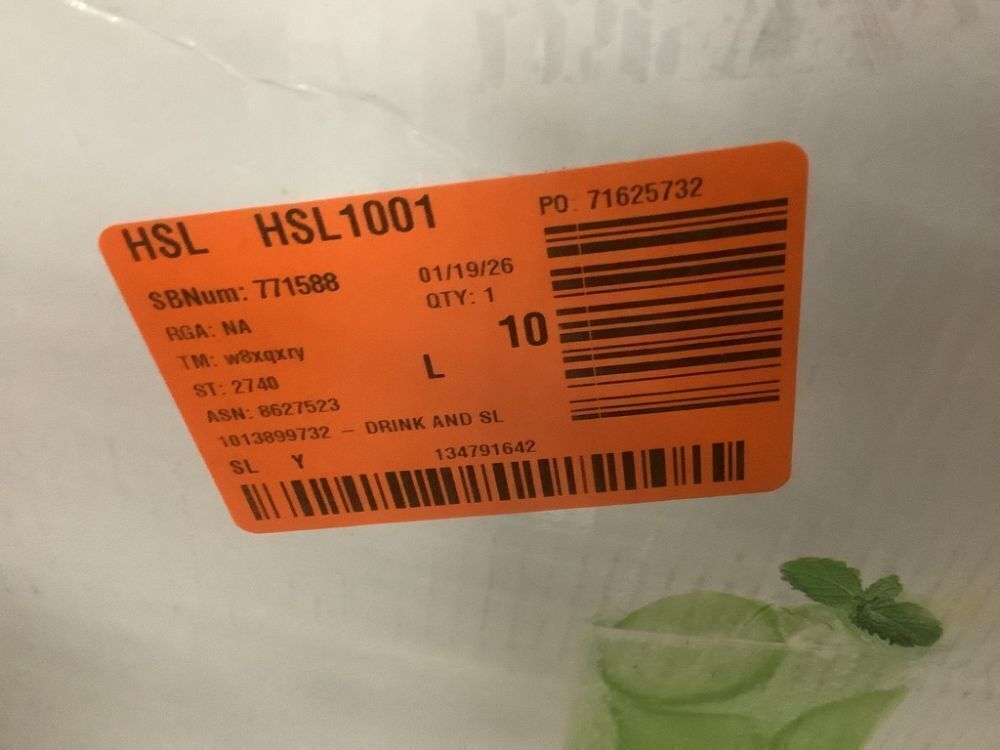 HSL HSL1001
PO: 71625732
SBNum: 771588 01/19/26
RGA: NA QTY: 1
TM: w8xqxry 10
ST: 2740 L
ASN: 8627523
1013899732 – DRINK AND SL
SL Y 134791642